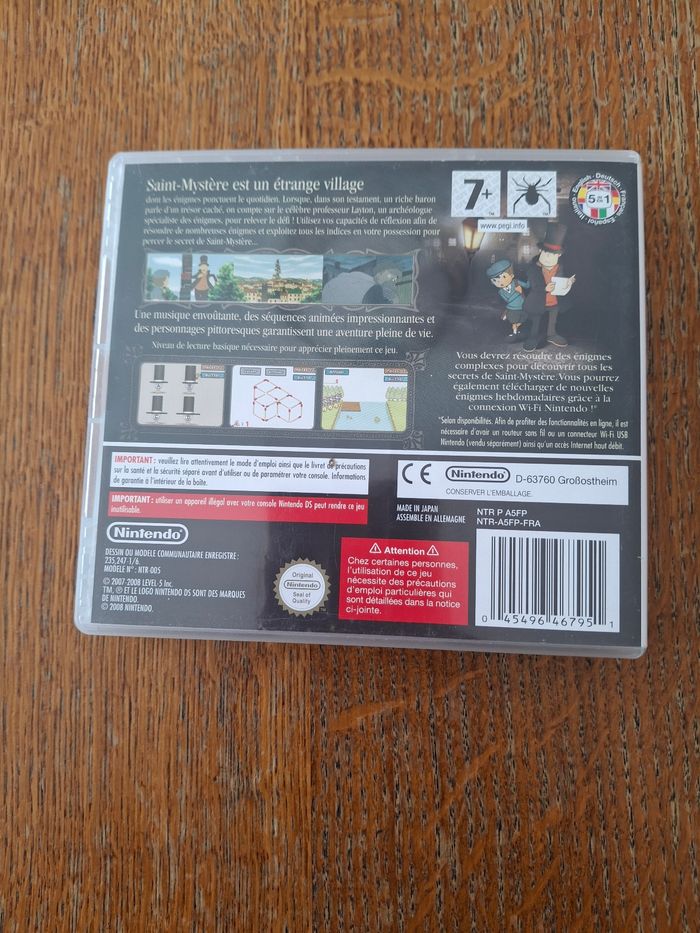 Saint-Mystère est un étrange village
dont les énigmes ponctuent le quotidien. Lorsque, dans son testament, un riche baron
parle d'un trésor caché, on compte sur le célèbre professeur Layton, un archéologue
spécialiste des énigmes, pour relever le défi ! Utilisez vos capacités de réflexion afin de
résoudre de nombreuses énigmes et exploitez tous les indices en votre possession pour
percer le secret de Saint-Mystère...
7+
www.pegi.info
English · Deutsch · Français · Español · Italiano
5 in 1
Une musique envoûtante, des séquences animées impressionnantes et
des personnages pittoresques garantissent une aventure pleine de vie.
Niveau de lecture basique nécessaire pour apprécier pleinement ce jeu.
Vous devrez résoudre des énigmes
complexes pour découvrir tous les
secrets de Saint-Mystère. Vous pourrez
également télécharger de nouvelles
énigmes hebdomadaires grâce à la
connexion Wi-Fi Nintendo !*
*Selon disponibilités. Afin de profiter des fonctionnalités en ligne, il est
nécessaire d'avoir un routeur sans fil ou un connecteur Wi-Fi USB
Nintendo (vendu séparément) ainsi qu'un accès Internet haut débit.
IMPORTANT : veuillez lire attentivement le mode d'emploi ainsi que le livret de précautions
sur la santé et la sécurité séparé avant d'utiliser ou de paramétrer votre console. Informations
de garantie à l'intérieur de la boîte.
IMPORTANT : utiliser un appareil illégal avec votre console Nintendo DS peut rendre ce jeu
inutilisable.
Nintendo
DESSIN OU MODELE COMMUNAUTAIRE ENREGISTRE :
235,247-1/6.
MODELE N°: NTR-005
© 2007-2008 LEVEL-5 Inc.
TM, ® ET LE LOGO NINTENDO DS SONT DES MARQUES
DE NINTENDO.
© 2008 NINTENDO.
Original
Nintendo
Seal of
Quality
CE Nintendo D-63760 Großostheim
CONSERVER L'EMBALLAGE.
MADE IN JAPAN
ASSEMBLE EN ALLEMAGNE
NTR P A5FP
NTR-A5FP-FRA
Attention
Chez certaines personnes,
l'utilisation de ce jeu
nécessite des précautions
d'emploi particulières qui
sont détaillées dans la notice
ci-jointe.
0 45496 46795 1